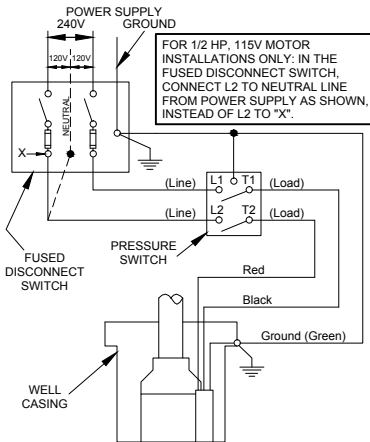 POWER SUPPLY
240V
GROUND
120V 120V
NEUTRAL
FOR 1/2 HP, 115V MOTOR
INSTALLATIONS ONLY: IN THE
FUSED DISCONNECT SWITCH,
CONNECT L2 TO NEUTRAL LINE
FROM POWER SUPPLY AS SHOWN,
INSTEAD OF L2 TO "X".
X
(Line)
L1 T1
(Load)
(Line)
L2 T2
(Load)
FUSED
DISCONNECT
SWITCH
PRESSURE
SWITCH
Red
Black
Ground (Green)
WELL
CASING